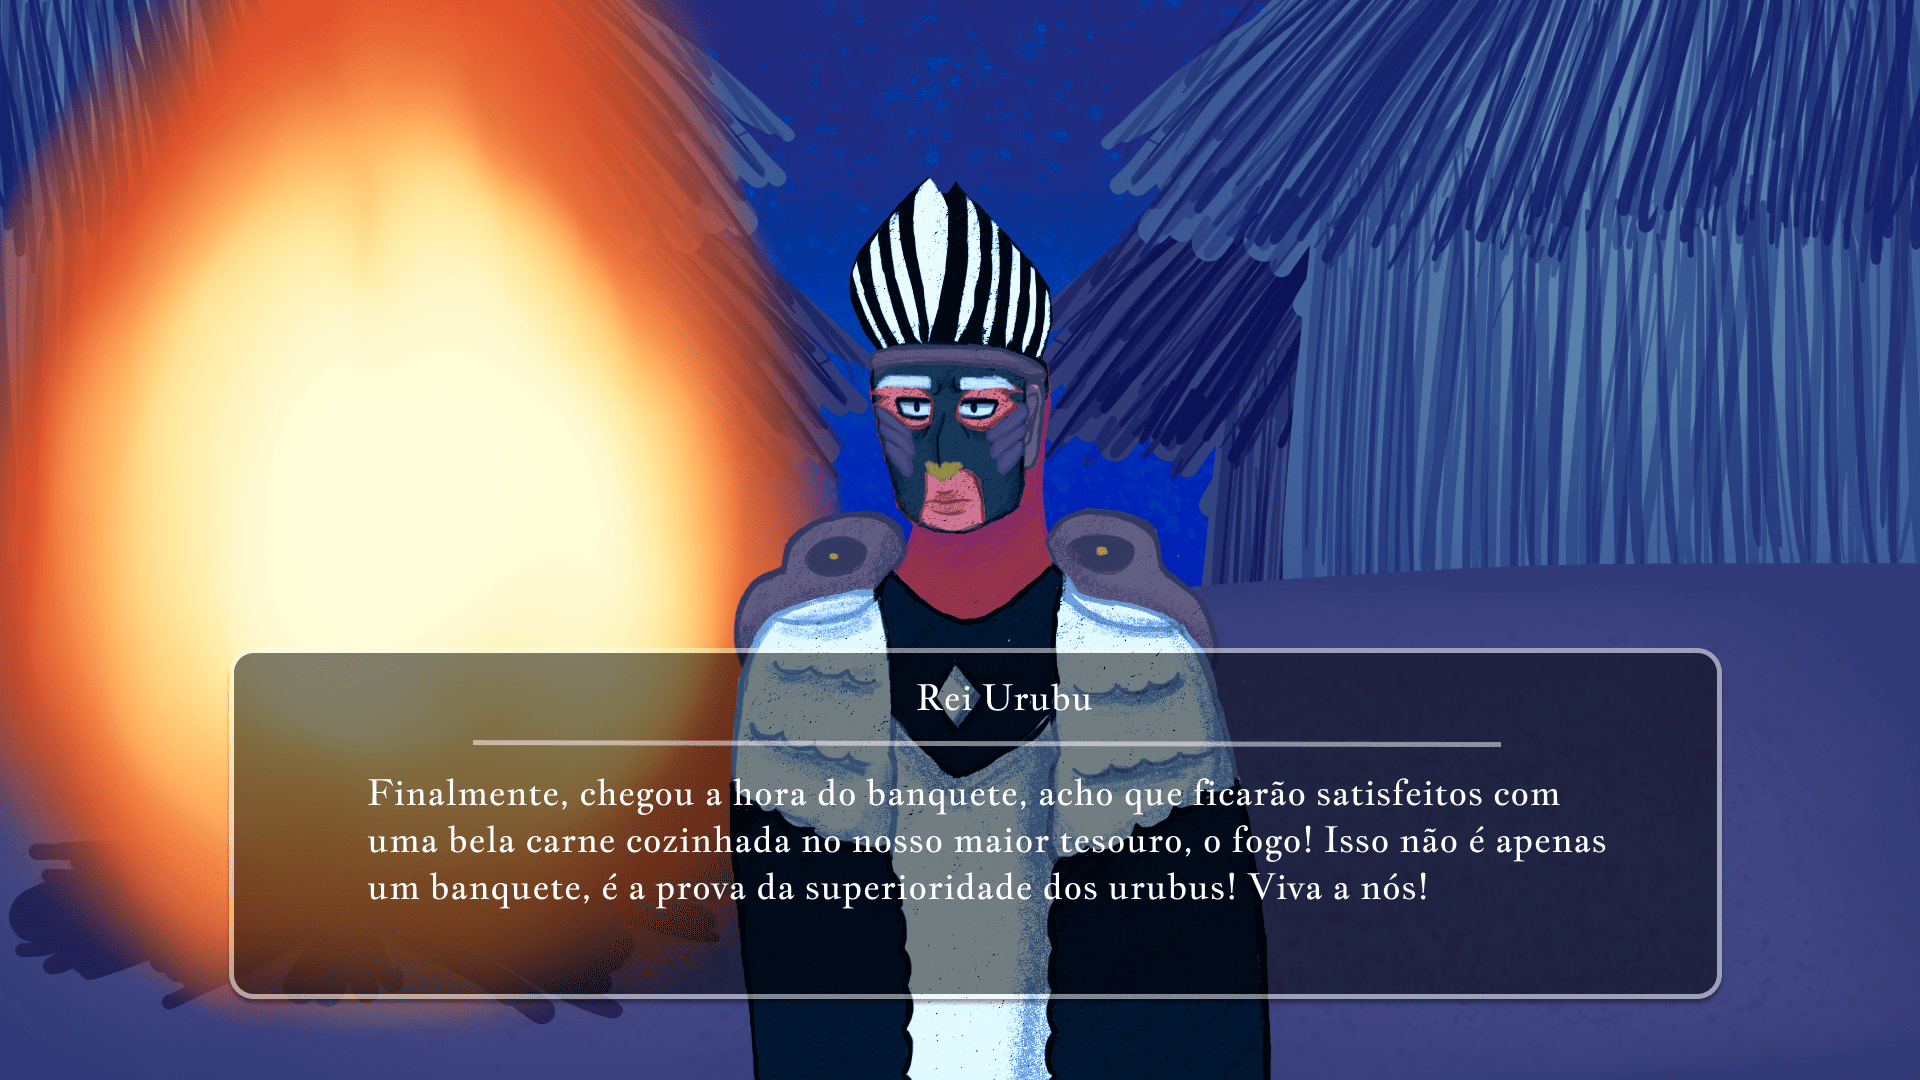 Rei Urubu
Finalmente, chegou a hora do banquete, acho que ficarão satisfeitos com
uma bela carne cozinhada no nosso maior tesouro, o fogo! Isso não é apenas
um banquete, é a prova da superioridade dos urubus! Viva a nós!